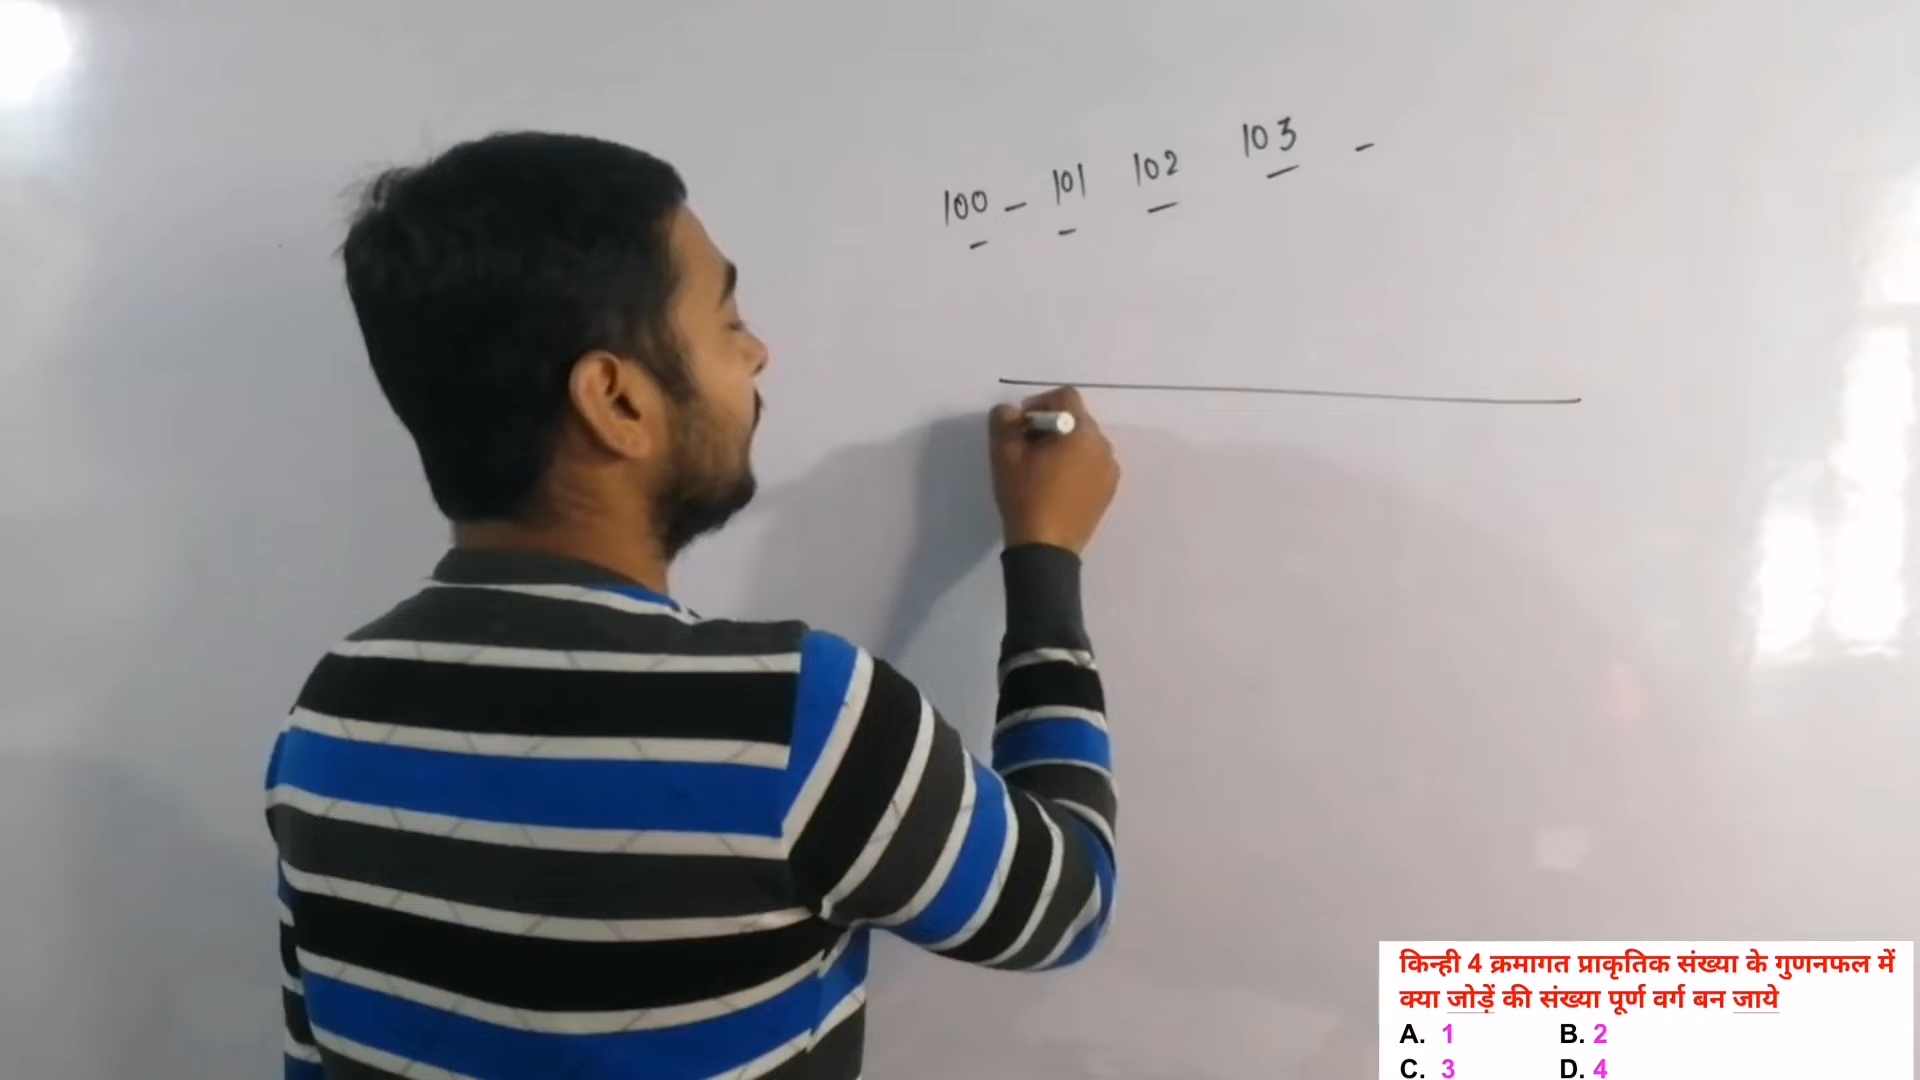 100 – 101 102 103 –
किन्ही 4 क्रमागत प्राकृतिक संख्या के गुणनफल में
क्या जोड़ें की संख्या पूर्ण वर्ग बन जाये
A. 1 B. 2
C. 3 D. 4